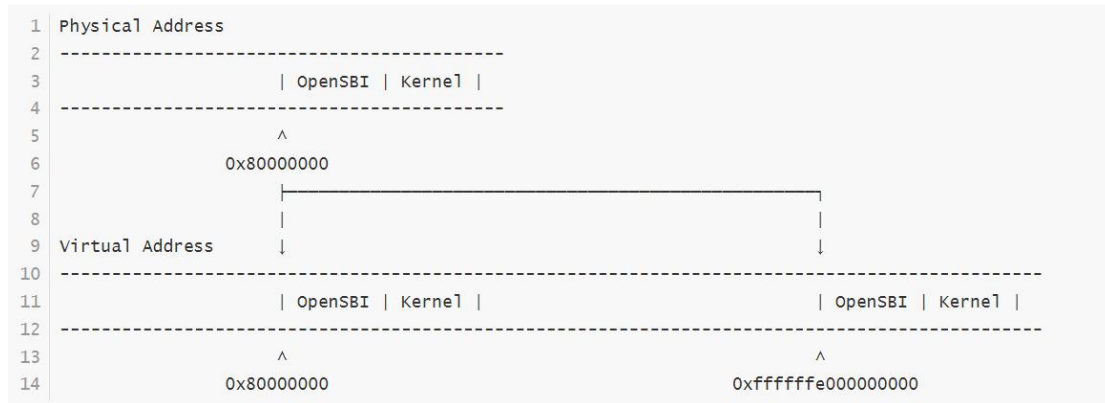 1 Physical Address
2 -------------------------------------------
3                      | OpenSBI | Kernel |
4 -------------------------------------------
5                      ^
6                 0x80000000
7                      ├───────────────────────────────────────────────────┐
8                      |                                                   |
9 Virtual Address      ↓                                                   ↓
10 -----------------------------------------------------------------------------------------------
11                      | OpenSBI | Kernel |                                | OpenSBI | Kernel |
12 -----------------------------------------------------------------------------------------------
13                      ^                                                   ^
14                 0x80000000                                       0xffffffe000000000